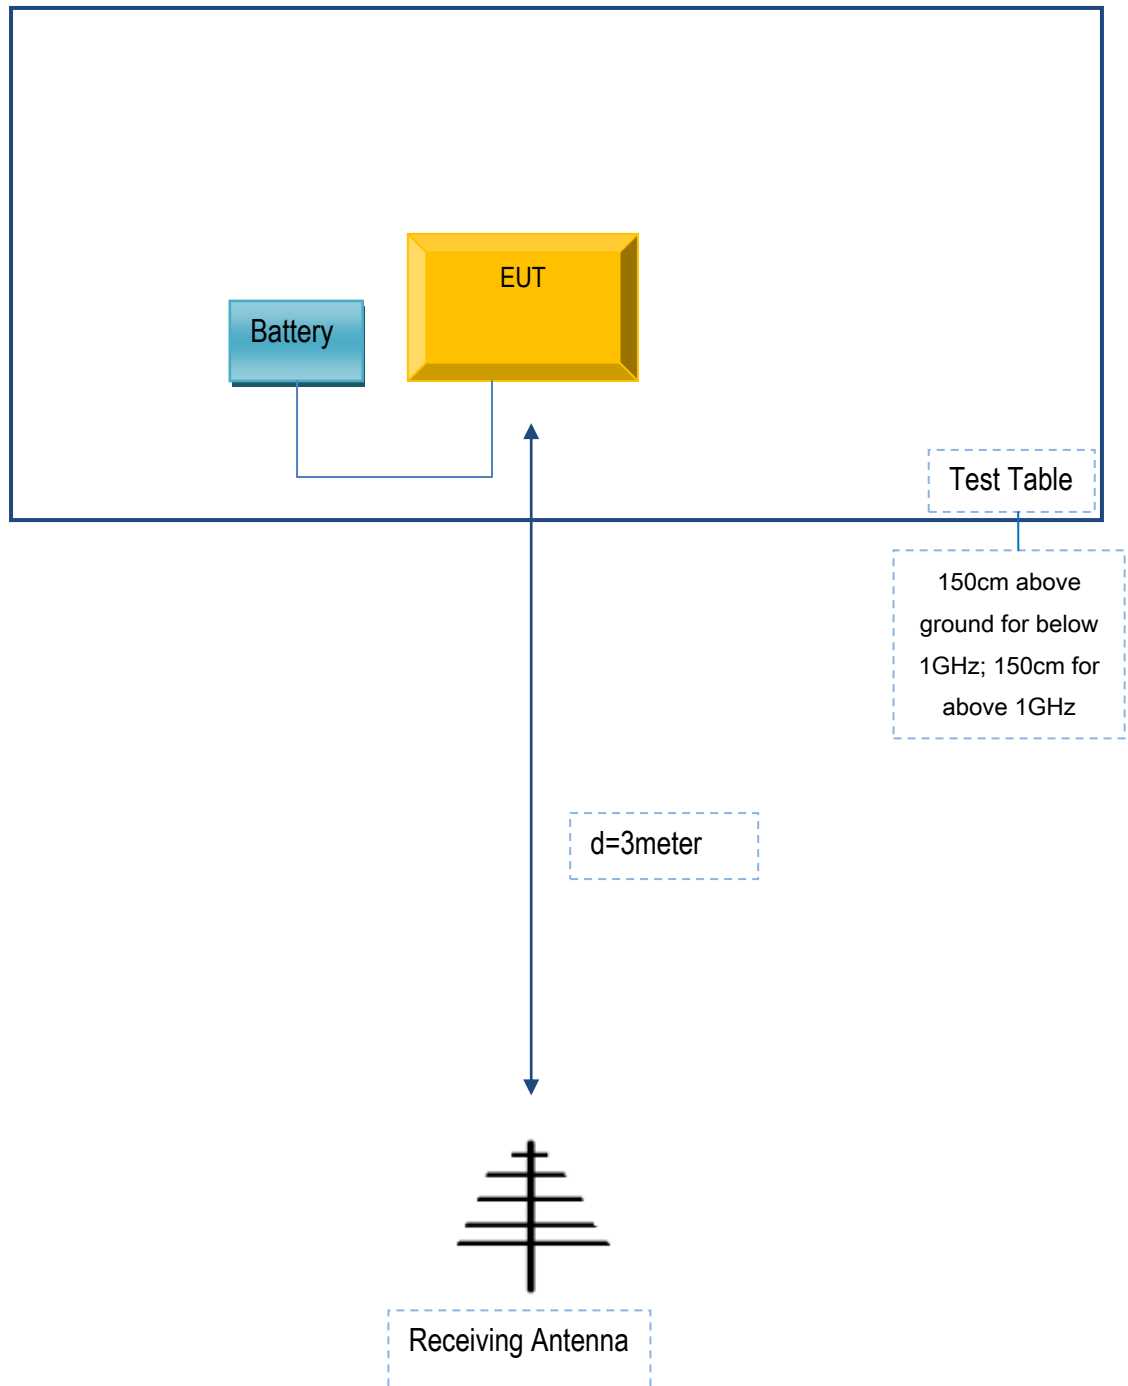 EUT
Battery
Test Table
150cm above
ground for below
1GHz; 150cm for
above 1GHz
d=3meter
Receiving Antenna